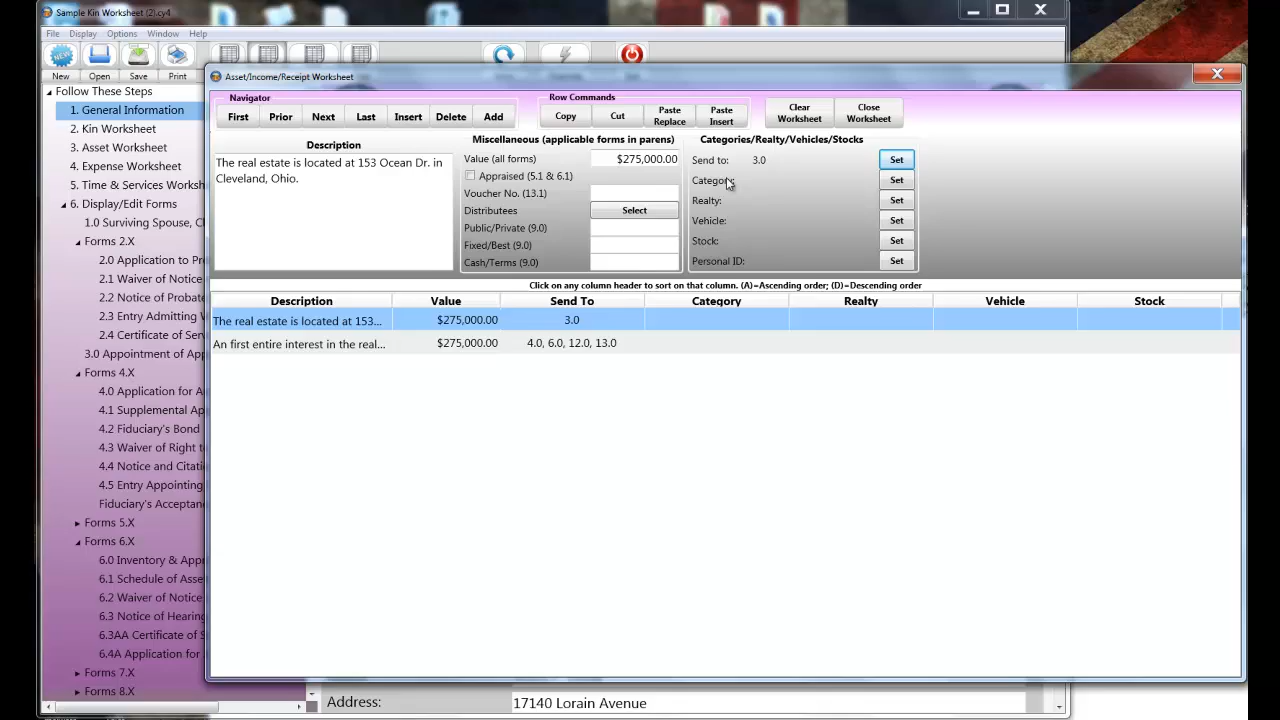 Sample Kin Worksheet (2).cy4
File Display Options Window Help
NEW
New Open Save Print
Follow These Steps
1. General Information
2. Kin Worksheet
3. Asset Worksheet
4. Expense Worksheet
5. Time & Services Worksh
6. Display/Edit Forms
1.0 Surviving Spouse, C
Forms 2.X
2.0 Application to Pr
2.1 Waiver of Notice
2.2 Notice of Probate
2.3 Entry Admitting
2.4 Certificate of Serv
3.0 Appointment of Ap
Forms 4.X
4.0 Application for A
4.1 Supplemental Ap
4.2 Fiduciary's Bond
4.3 Waiver of Right t
4.4 Notice and Citati
4.5 Entry Appointing
Fiduciary's Acceptan
Forms 5.X
Forms 6.X
6.0 Inventory & Appr
6.1 Schedule of Asse
6.2 Waiver of Notice
6.3 Notice of Hearin
6.3AA Certificate of S
6.4A Application for
Forms 7.X
Forms 8.X
Asset/Income/Receipt Worksheet
Navigator
First Prior Next Last Insert Delete Add
Row Commands
Copy Cut Paste Replace Paste Insert
Clear Worksheet Close Worksheet
Description
The real estate is located at 153 Ocean Dr. in
Cleveland, Ohio.
Miscellaneous (applicable forms in parens)
Value (all forms) $275,000.00
Appraised (5.1 & 6.1)
Voucher No. (13.1)
Distributees Select
Public/Private (9.0)
Fixed/Best (9.0)
Cash/Terms (9.0)
Categories/Realty/Vehicles/Stocks
Send to: 3.0 Set
Category: Set
Realty: Set
Vehicle: Set
Stock: Set
Personal ID: Set
Click on any column header to sort on that column. (A)=Ascending order; (D)=Descending order
Description Value Send To Category Realty Vehicle Stock
The real estate is located at 153... $275,000.00 3.0
An first entire interest in the real... $275,000.00 4.0, 6.0, 12.0, 13.0
Address: 17140 Lorain Avenue